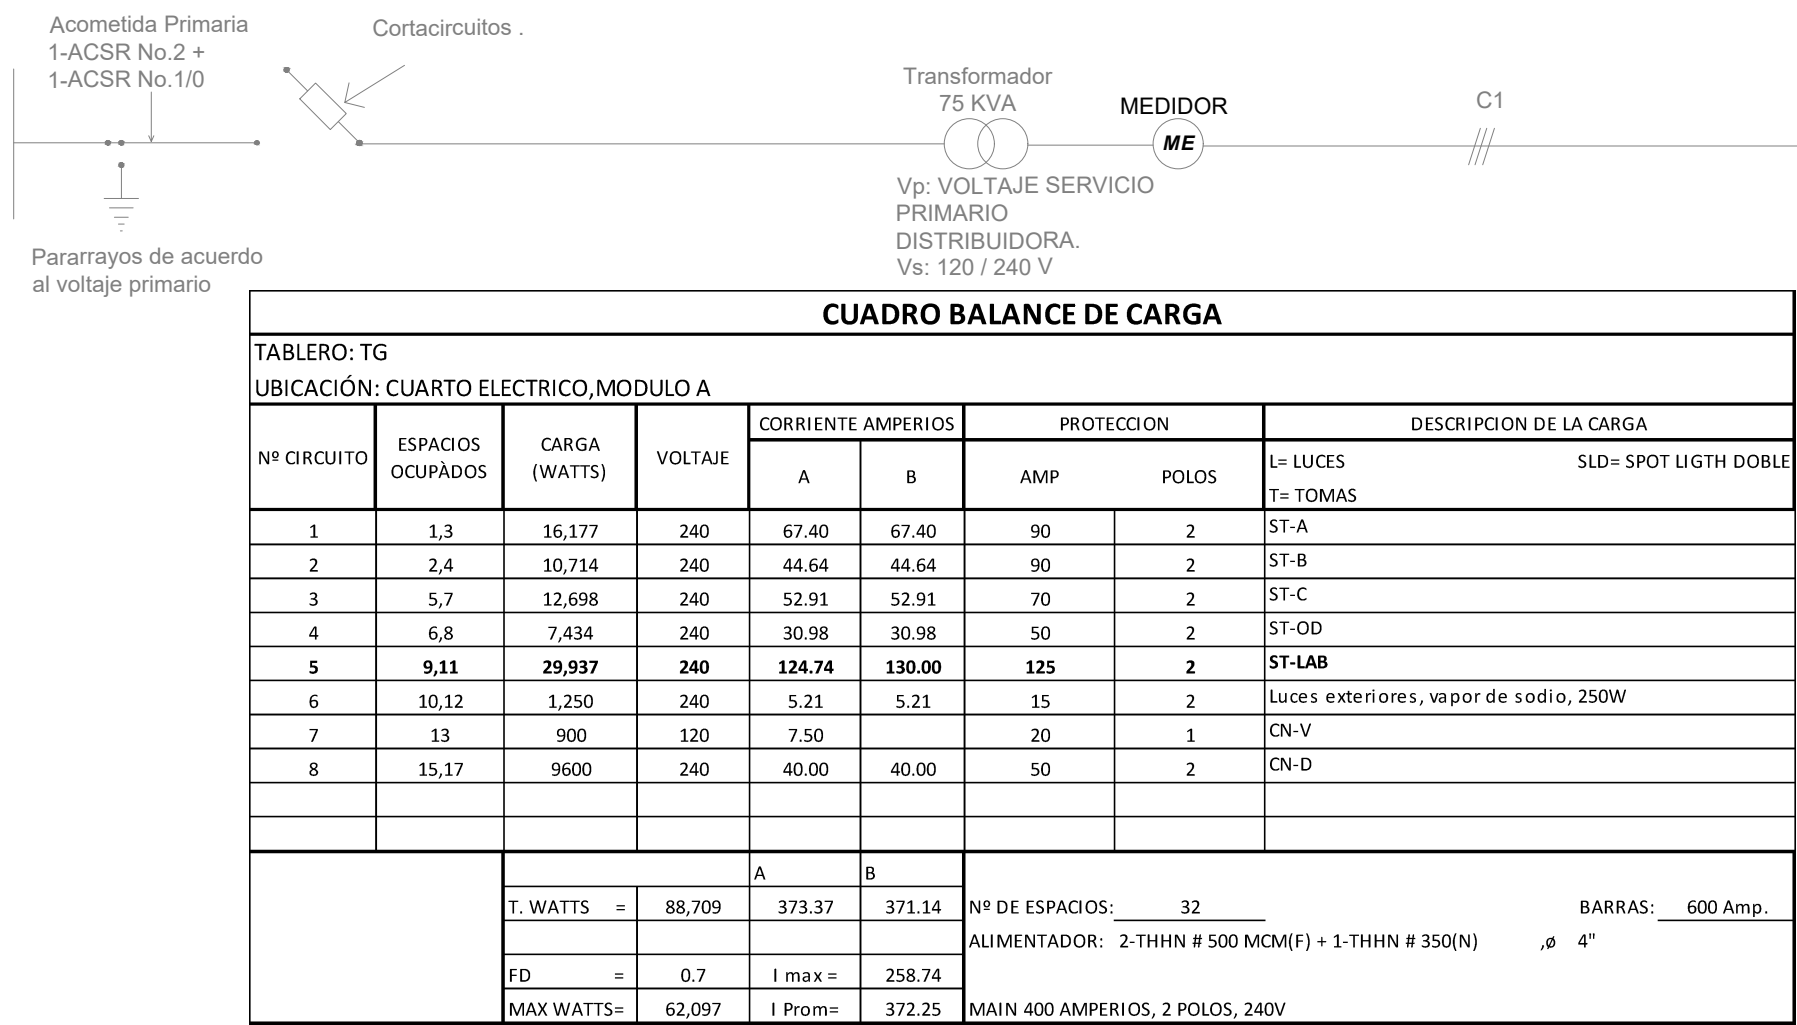 Acometida Primaria
1-ACSR No.2 +
1-ACSR No.1/0
Cortacircuitos .
Transformador
75 KVA
MEDIDOR
ME
C1
Vp: VOLTAJE SERVICIO
PRIMARIO
DISTRIBUIDORA.
Vs: 120 / 240 V
Pararrayos de acuerdo
al voltaje primario
CUADRO BALANCE DE CARGA
TABLERO: TG
UBICACIÓN: CUARTO ELECTRICO,MODULO A
Nº CIRCUITO ESPACIOS OCUPÀDOS CARGA (WATTS) VOLTAJE CORRIENTE AMPERIOS PROTECCION DESCRIPCION DE LA CARGA
A B AMP POLOS L= LUCES SLD= SPOT LIGTH DOBLE
T= TOMAS
1 1,3 16,177 240 67.40 67.40 90 2 ST-A
2 2,4 10,714 240 44.64 44.64 90 2 ST-B
3 5,7 12,698 240 52.91 52.91 70 2 ST-C
4 6,8 7,434 240 30.98 30.98 50 2 ST-OD
5 9,11 29,937 240 124.74 130.00 125 2 ST-LAB
6 10,12 1,250 240 5.21 5.21 15 2 Luces exteriores, vapor de sodio, 250W
7 13 900 120 7.50 20 1 CN-V
8 15,17 9600 240 40.00 40.00 50 2 CN-D
A B
T. WATTS = 88,709 373.37 371.14 Nº DE ESPACIOS: 32 BARRAS: 600 Amp.
ALIMENTADOR: 2-THHN # 500 MCM(F) + 1-THHN # 350(N) ,ø 4"
FD = 0.7 I max = 258.74
MAX WATTS= 62,097 I Prom= 372.25 MAIN 400 AMPERIOS, 2 POLOS, 240V